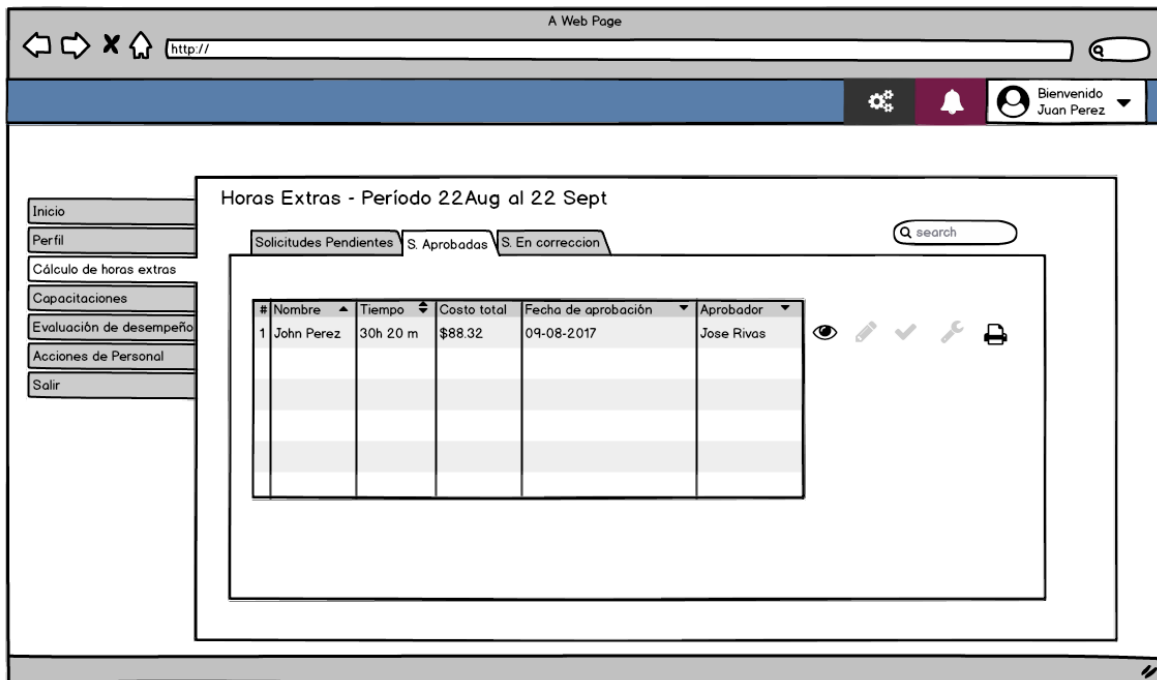 A Web Page
http://
Bienvenido
Juan Perez
Horas Extras - Período 22Aug al 22 Sept
Inicio
Perfil
Cálculo de horas extras
Capacitaciones
Evaluación de desempeño
Acciones de Personal
Salir
search
Solicitudes Pendientes S. Aprobadas S. En correccion
# Nombre Tiempo Costo total Fecha de aprobación Aprobador
1 John Perez 30h 20 m $88.32 09-08-2017 Jose Rivas